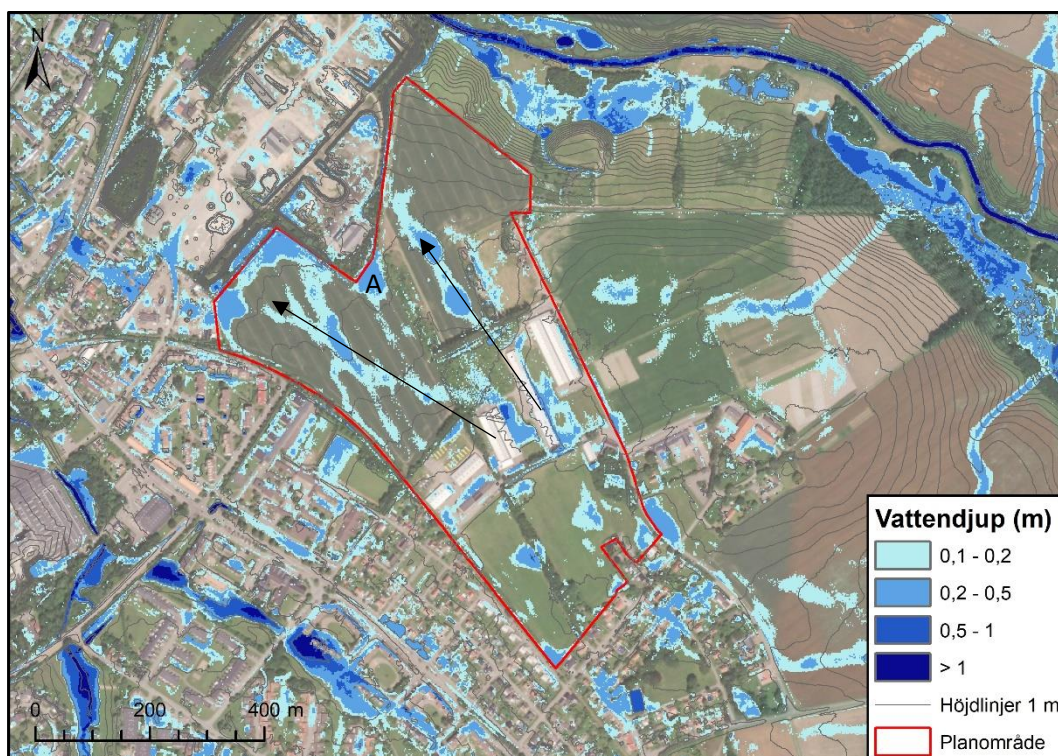 N
A
0 200 400 m
Vattendjup (m)
0,1 - 0,2
0,2 - 0,5
0,5 - 1
> 1
Höjdlinjer 1 m
Planområde